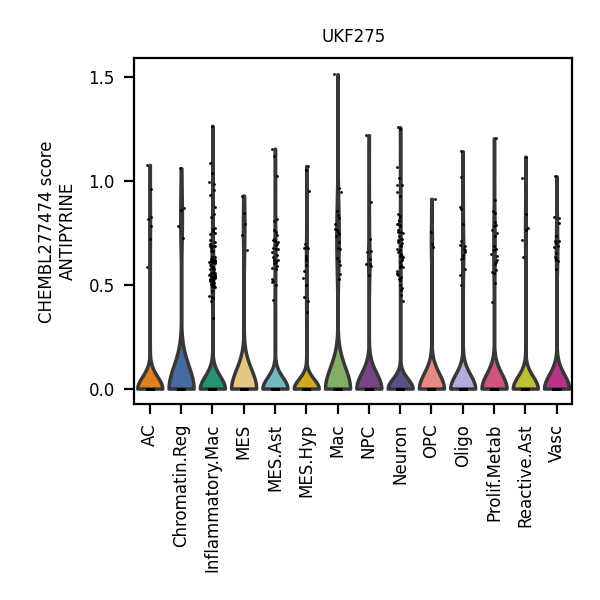 UKF275
CHEMBL277474 score
ANTIPYRINE
1.5
1.0
0.5
0.0
AC
Chromatin.Reg
Inflammatory.Mac
MES
MES.Ast
MES.Hyp
Mac
NPC
Neuron
OPC
Oligo
Prolif.Metab
Reactive.Ast
Vasc